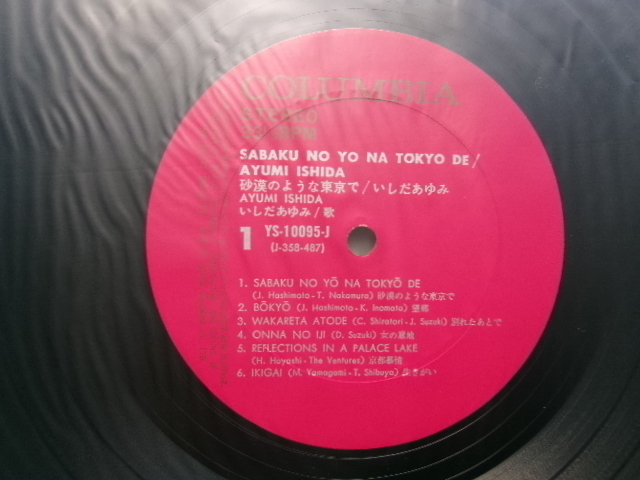 COLUMBIA
STEREO
RPM
SABAKU NO YO NA TOKYO DE/
AYUMI ISHIDA
砂漠のような東京で/いしだあゆみ
AYUMI ISHIDA
いしだあゆみ/歌
1 YS-10095-J
(J-358-487)
1. SABAKU NO YŌ NA TOKYŌ DE
(J. Hashimoto-T. Nakamura) 砂漠のような東京で
2. BŌKYŌ (J. Hashimoto-K. Inomata) 望郷
3. WAKARETA ATODE (C. Shiratori-J. Suzuki) 別れたあとで
4. ONNA NO IJI (D. Suzuki) 女の意地
5. REFLECTIONS IN A PALACE LAKE
(H. Hayashi-The Ventures) 京都慕情
6. IKIGAI (M. Yamagami-T. Shibuya) 生きがい